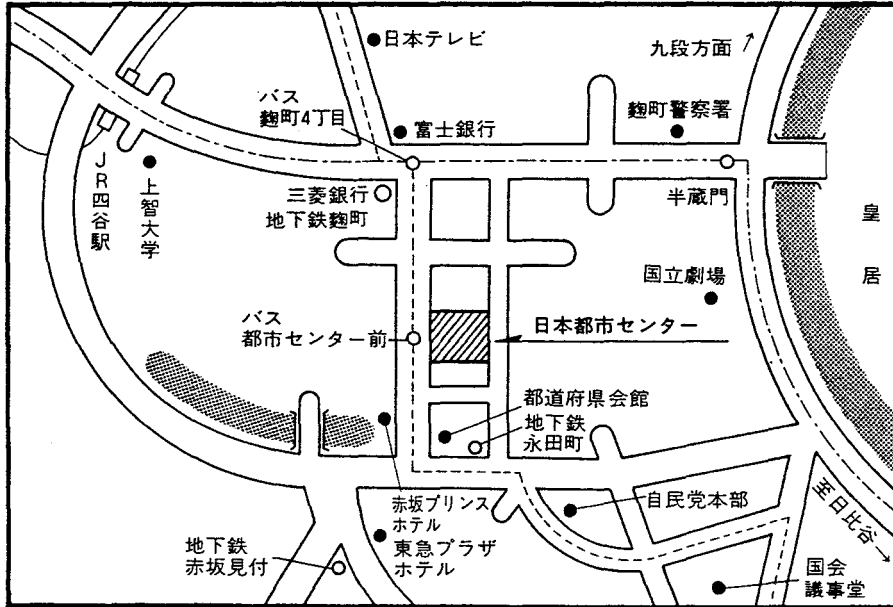 日本テレビ
九段方面
バス
麹町4丁目
富士銀行
麹町警察署
JR四谷駅
上智大学
三菱銀行
地下鉄麹町
半蔵門
皇居
国立劇場
バス
都市センター前
日本都市センター
都道府県会館
地下鉄
永田町
赤坂プリンス
ホテル
自民党本部
至日比谷
東急プラザ
ホテル
地下鉄
赤坂見付
国会
議事堂